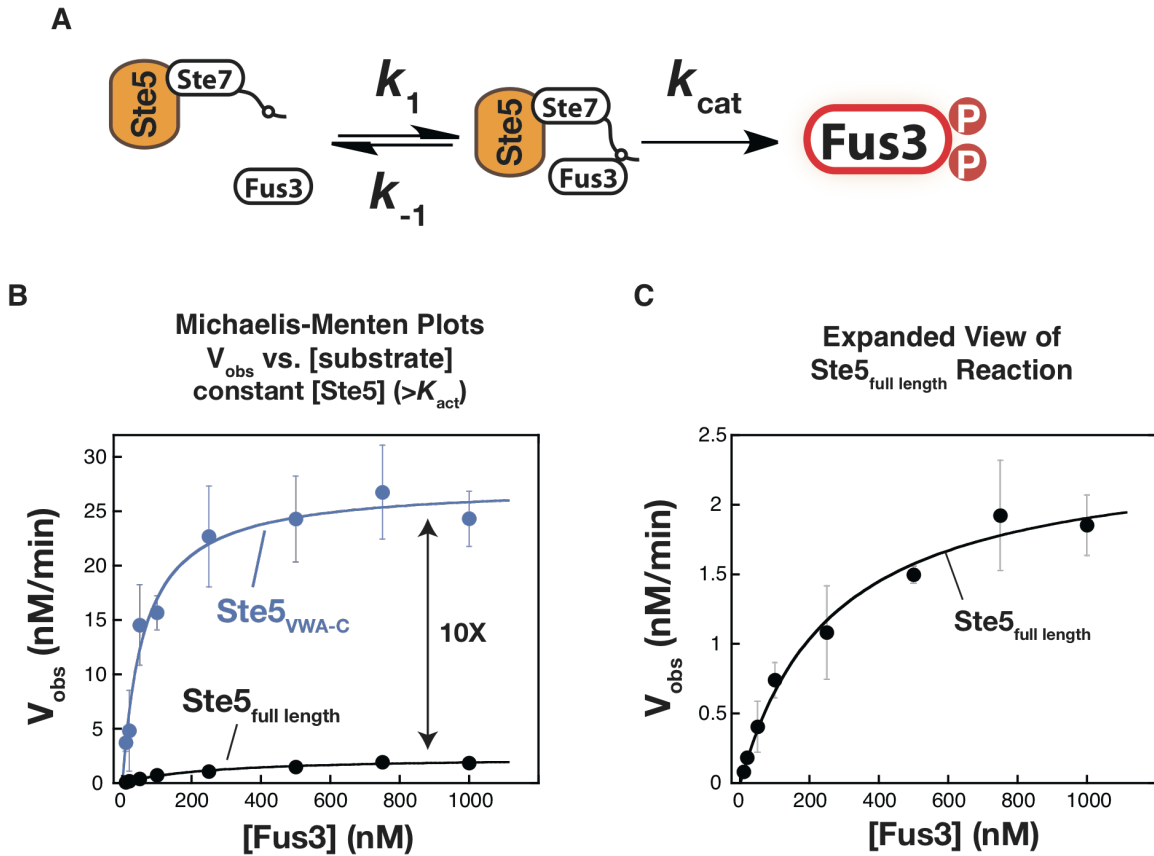 A
Ste5
Ste7
Fus3
k1
k-1
Ste5
Ste7
Fus3
kcat
Fus3
P
P
B
Michaelis-Menten Plots
Vobs vs. [substrate]
constant [Ste5] (>Kact)
Vobs (nM/min)
30
25
20
15
10
5
0
Ste5VWA-C
10X
Ste5full length
0
200
400
600
800
1000
[Fus3] (nM)
C
Expanded View of
Ste5full length Reaction
Vobs (nM/min)
2.5
2
1.5
1
0.5
0
Ste5full length
0
200
400
600
800
1000
[Fus3] (nM)